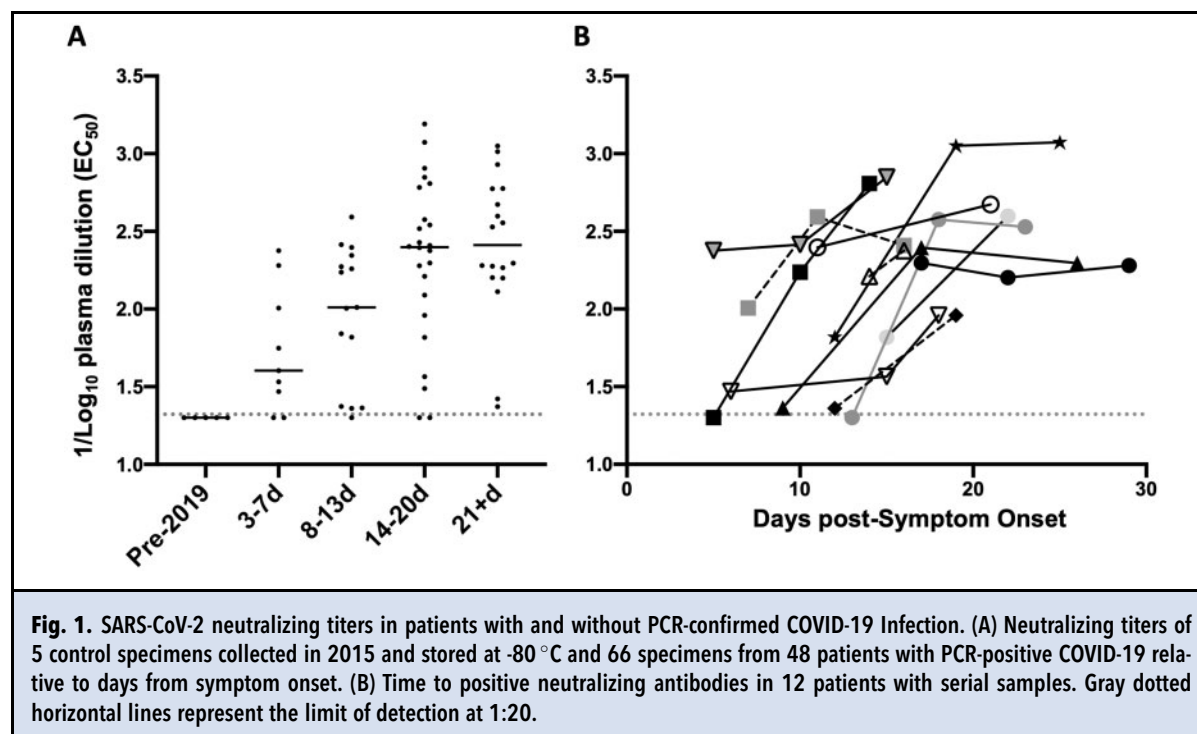 A
B
1/Log10 plasma dilution (EC50)
3.5
3.0
2.5
2.0
1.5
1.0
Pre-2019
3-7d
8-13d
14-20d
21+d
3.5
3.0
2.5
2.0
1.5
1.0
0
10
20
30
Days post-Symptom Onset
Fig. 1. SARS-CoV-2 neutralizing titers in patients with and without PCR-confirmed COVID-19 Infection. (A) Neutralizing titers of
5 control specimens collected in 2015 and stored at -80 °C and 66 specimens from 48 patients with PCR-positive COVID-19 rela-
tive to days from symptom onset. (B) Time to positive neutralizing antibodies in 12 patients with serial samples. Gray dotted
horizontal lines represent the limit of detection at 1:20.